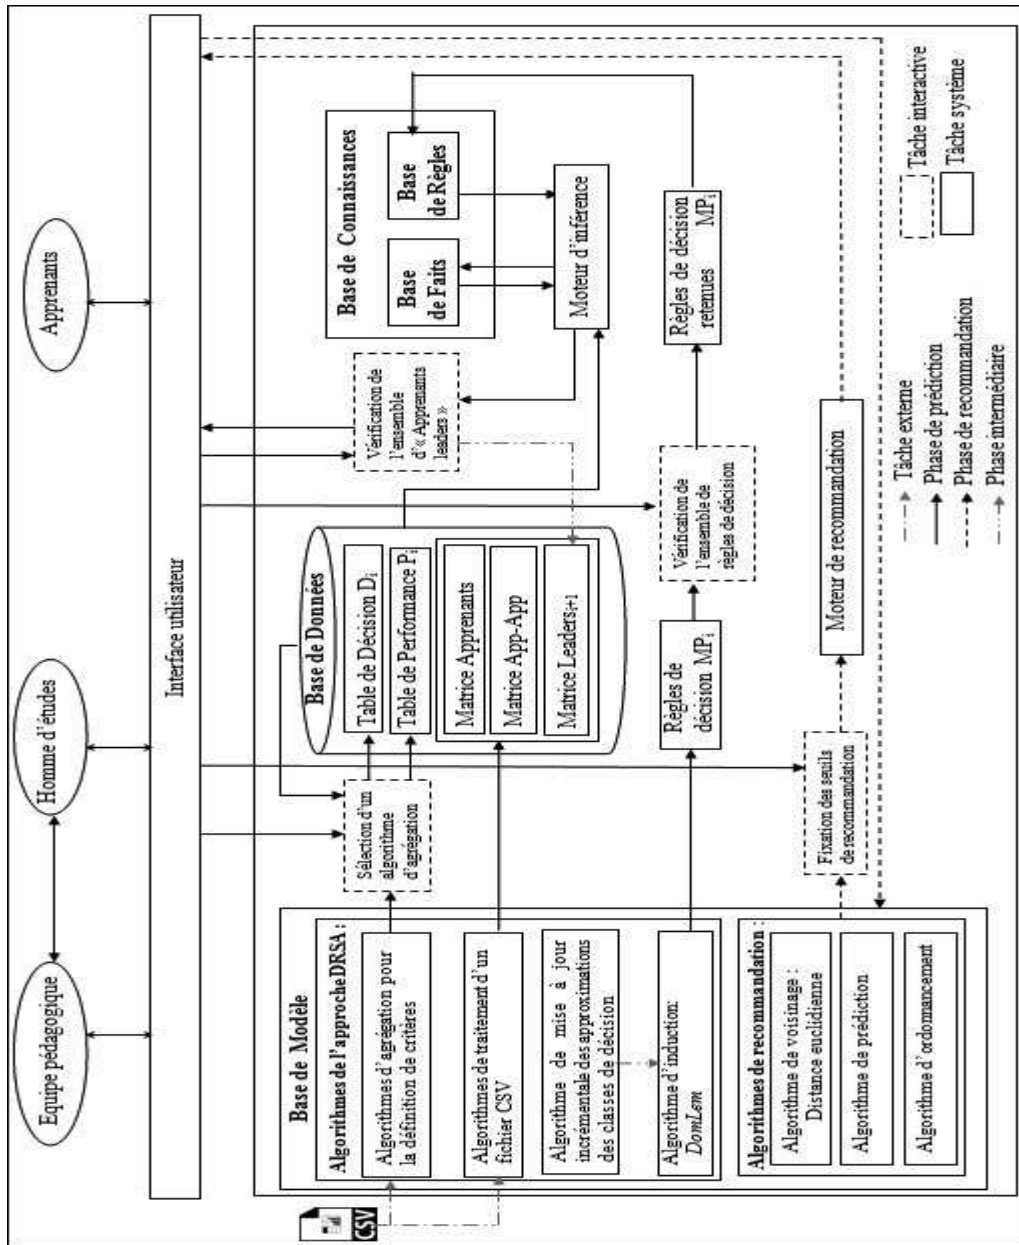 Equipe pédagogique
Homme d'études
Apprenants
Interface utilisateur
Base de Modèle
Algorithmes de l'approche DRSA :
Algorithmes d'agrégation pour
la définition de critères
Algorithmes de traitement d'un
fichier CSV
Algorithme de mise à jour
incrémentale des approximations
des classes de décision
Algorithme d'induction:
DomLem
Algorithmes de recommandation :
Algorithme de voisinage :
Distance euclidienne
Algorithme de prédiction
Algorithme d'ordonnancement
CSV
Sélection d'un
algorithme
d'agrégation
Base de Données
Table de Décision Di
Table de Performance Pi
Matrice Apprenants
Matrice App-App
Matrice Leadersi+1
Vérification de
l'ensemble
d'« Apprenants
leaders »
Base de Connaissances
Base
de Faits
Base
de Règles
Moteur d'inférence
Règles de
décision MPi
Vérification de
l'ensemble de
règles de décision
Règles de décision
retenues MPi
Fixation des seuils
de recommandation
Moteur de recommandation
Tâche externe
Phase de prédiction
Phase de recommandation
Phase intermédiaire
Tâche interactive
Tâche système